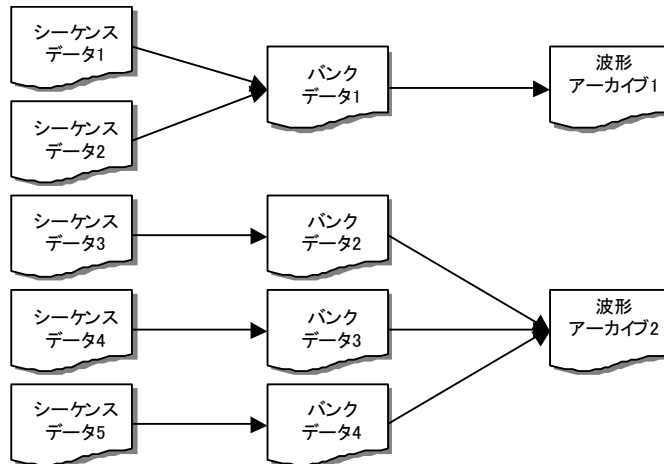 シーケンス
データ1
バンク
データ1
波形
アーカイブ1
シーケンス
データ2
シーケンス
データ3
バンク
データ2
シーケンス
データ4
バンク
データ3
波形
アーカイブ2
シーケンス
データ5
バンク
データ4